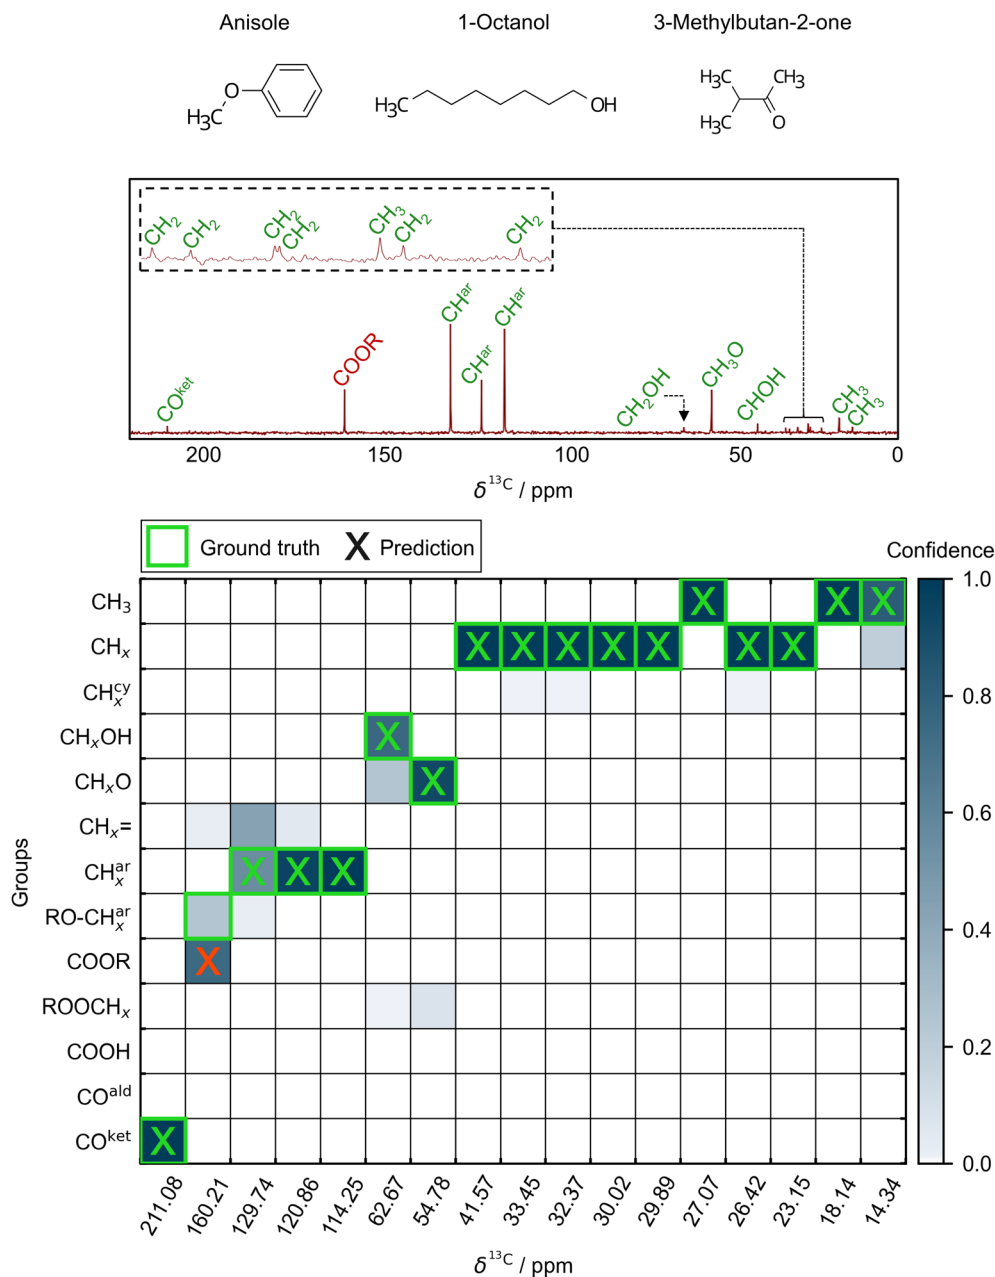 Anisole 1-Octanol 3-Methylbutan-2-one
O H₃C
H₃C OH
H₃C CH₃ H₃C O
CH₂ CH₂ CH₂ CH₂ CH₃ CH₂ CH₂
COᵏᵉᵗ COOR CHᵃʳ CHᵃʳ CHᵃʳ CH₂OH CH₃O CHOH CH₃ CH₃
200 150 100 50 0
δ ¹³C / ppm
Ground truth X Prediction
Confidence
Groups
CH₃
CHₓ
CHₓᶜʸ
CHₓOH
CHₓO
CHₓ=
CHₓᵃʳ
RO-CHₓᵃʳ
COOR
ROOCHₓ
COOH
COᵃˡᵈ
COᵏᵉᵗ
X X X
X X X X X X X
X
X
X X X
X
X
1.0
0.8
0.6
0.4
0.2
0.0
211.08 160.21 129.74 120.86 114.25 62.67 54.78 41.57 33.45 32.37 30.02 29.89 27.07 26.42 23.15 18.14 14.34
δ ¹³C / ppm